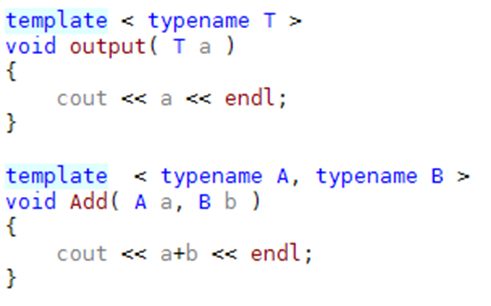 template < typename T >
void output( T a )
{
    cout << a << endl;
}

template  < typename A, typename B >
void Add( A a, B b )
{
    cout << a+b << endl;
}